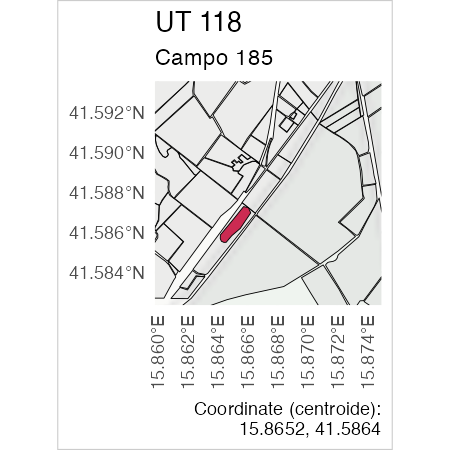 UT 118
Campo 185
41.592°N
41.590°N
41.588°N
41.586°N
41.584°N
15.860°E
15.862°E
15.864°E
15.866°E
15.868°E
15.870°E
15.872°E
15.874°E
Coordinate (centroide):
15.8652, 41.5864